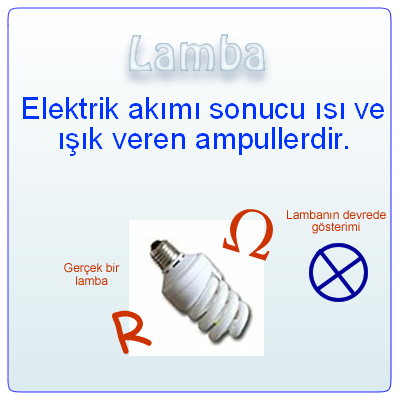 Lamba
Elektrik akımı sonucu ısı ve
ışık veren ampullerdir.
Lambanın devrede
gösterimi
Gerçek bir
lamba
Ω
R